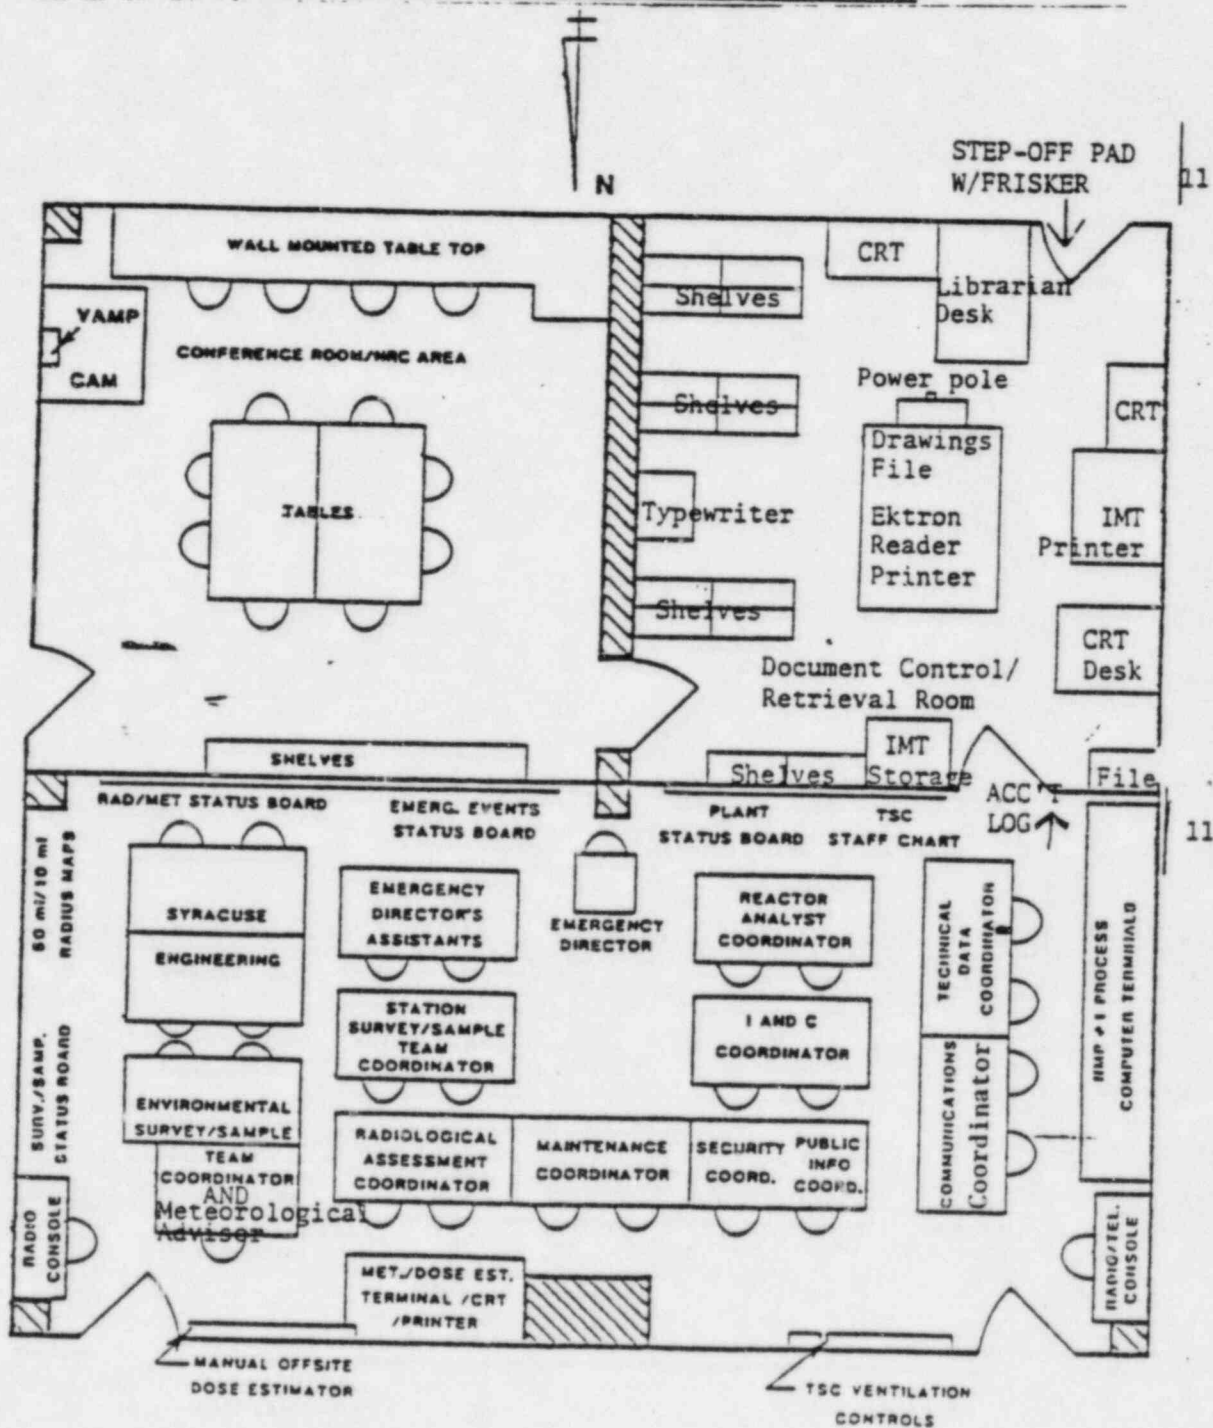 N
STEP-OFF PAD
W/FRISKER
11
WALL MOUNTED TABLE TOP
VAMP
CAM
CONFERENCE ROOM/NRC AREA
TABLES
SHELVES
Shelves
CRT
Librarian
Desk
Shelves
Power pole
Drawings
File
Ektron
Reader
Printer
CRT
Typewriter
IMT
Printer
Shelves
CRT
Desk
Document Control/
Retrieval Room
Shelves
IMT
Storage
File
ACC'T
LOG
11
RAD/MET STATUS BOARD
EMERG. EVENTS
STATUS BOARD
PLANT
STATUS BOARD
TSC
STAFF CHART
50 mi/10 mi
RADIUS MAPS
SYRACUSE
ENGINEERING
EMERGENCY
DIRECTOR'S
ASSISTANTS
EMERGENCY
DIRECTOR
REACTOR
ANALYST
COORDINATOR
TECHNICAL
DATA
COORDINATOR
NMP #1 PROCESS
COMPUTER TERMINALS
SURV./SAMP.
STATUS BOARD
STATION
SURVEY/SAMPLE
TEAM
COORDINATOR
I AND C
COORDINATOR
COMMUNICATIONS
Coordinator
ENVIRONMENTAL
SURVEY/SAMPLE
TEAM
COORDINATOR
AND
Meteorological
Advisor
RADIOLOGICAL
ASSESSMENT
COORDINATOR
MAINTENANCE
COORDINATOR
SECURITY
COORD.
PUBLIC
INFO
COORD.
RADIO
CONSOLE
RADIO/TEL.
CONSOLE
MET./DOSE EST.
TERMINAL /CRT
/PRINTER
MANUAL OFFSITE
DOSE ESTIMATOR
TSC VENTILATION
CONTROLS